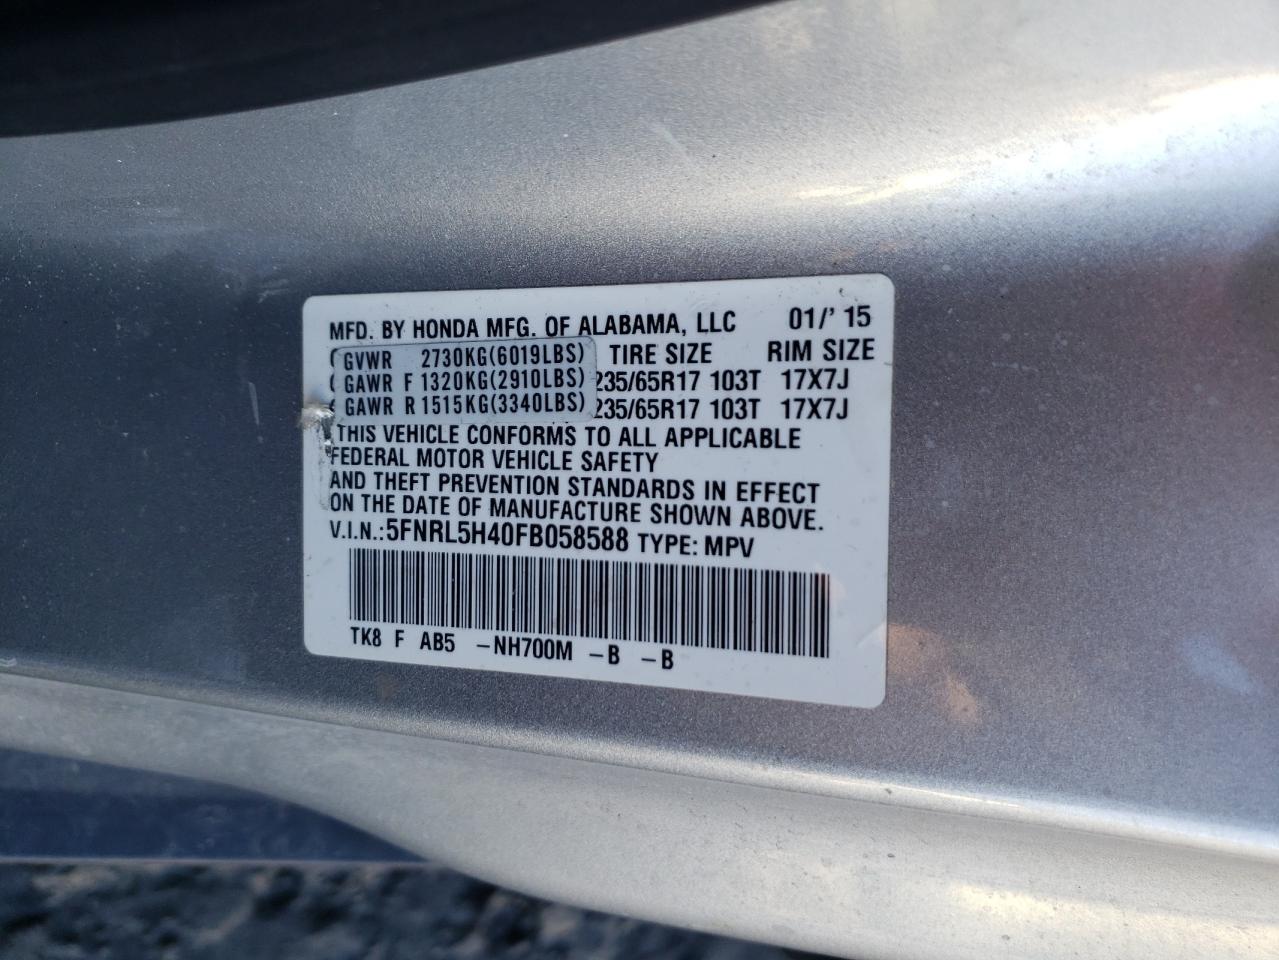 MFD. BY HONDA MFG. OF ALABAMA, LLC 01/' 15
GVWR 2730KG(6019LBS) TIRE SIZE RIM SIZE
GAWR F 1320KG(2910LBS) 235/65R17 103T 17X7J
GAWR R 1515KG(3340LBS) 235/65R17 103T 17X7J
THIS VEHICLE CONFORMS TO ALL APPLICABLE
FEDERAL MOTOR VEHICLE SAFETY
AND THEFT PREVENTION STANDARDS IN EFFECT
ON THE DATE OF MANUFACTURE SHOWN ABOVE.
V.I.N.:5FNRL5H40FB058588 TYPE: MPV
TK8 F AB5 –NH700M –B –B